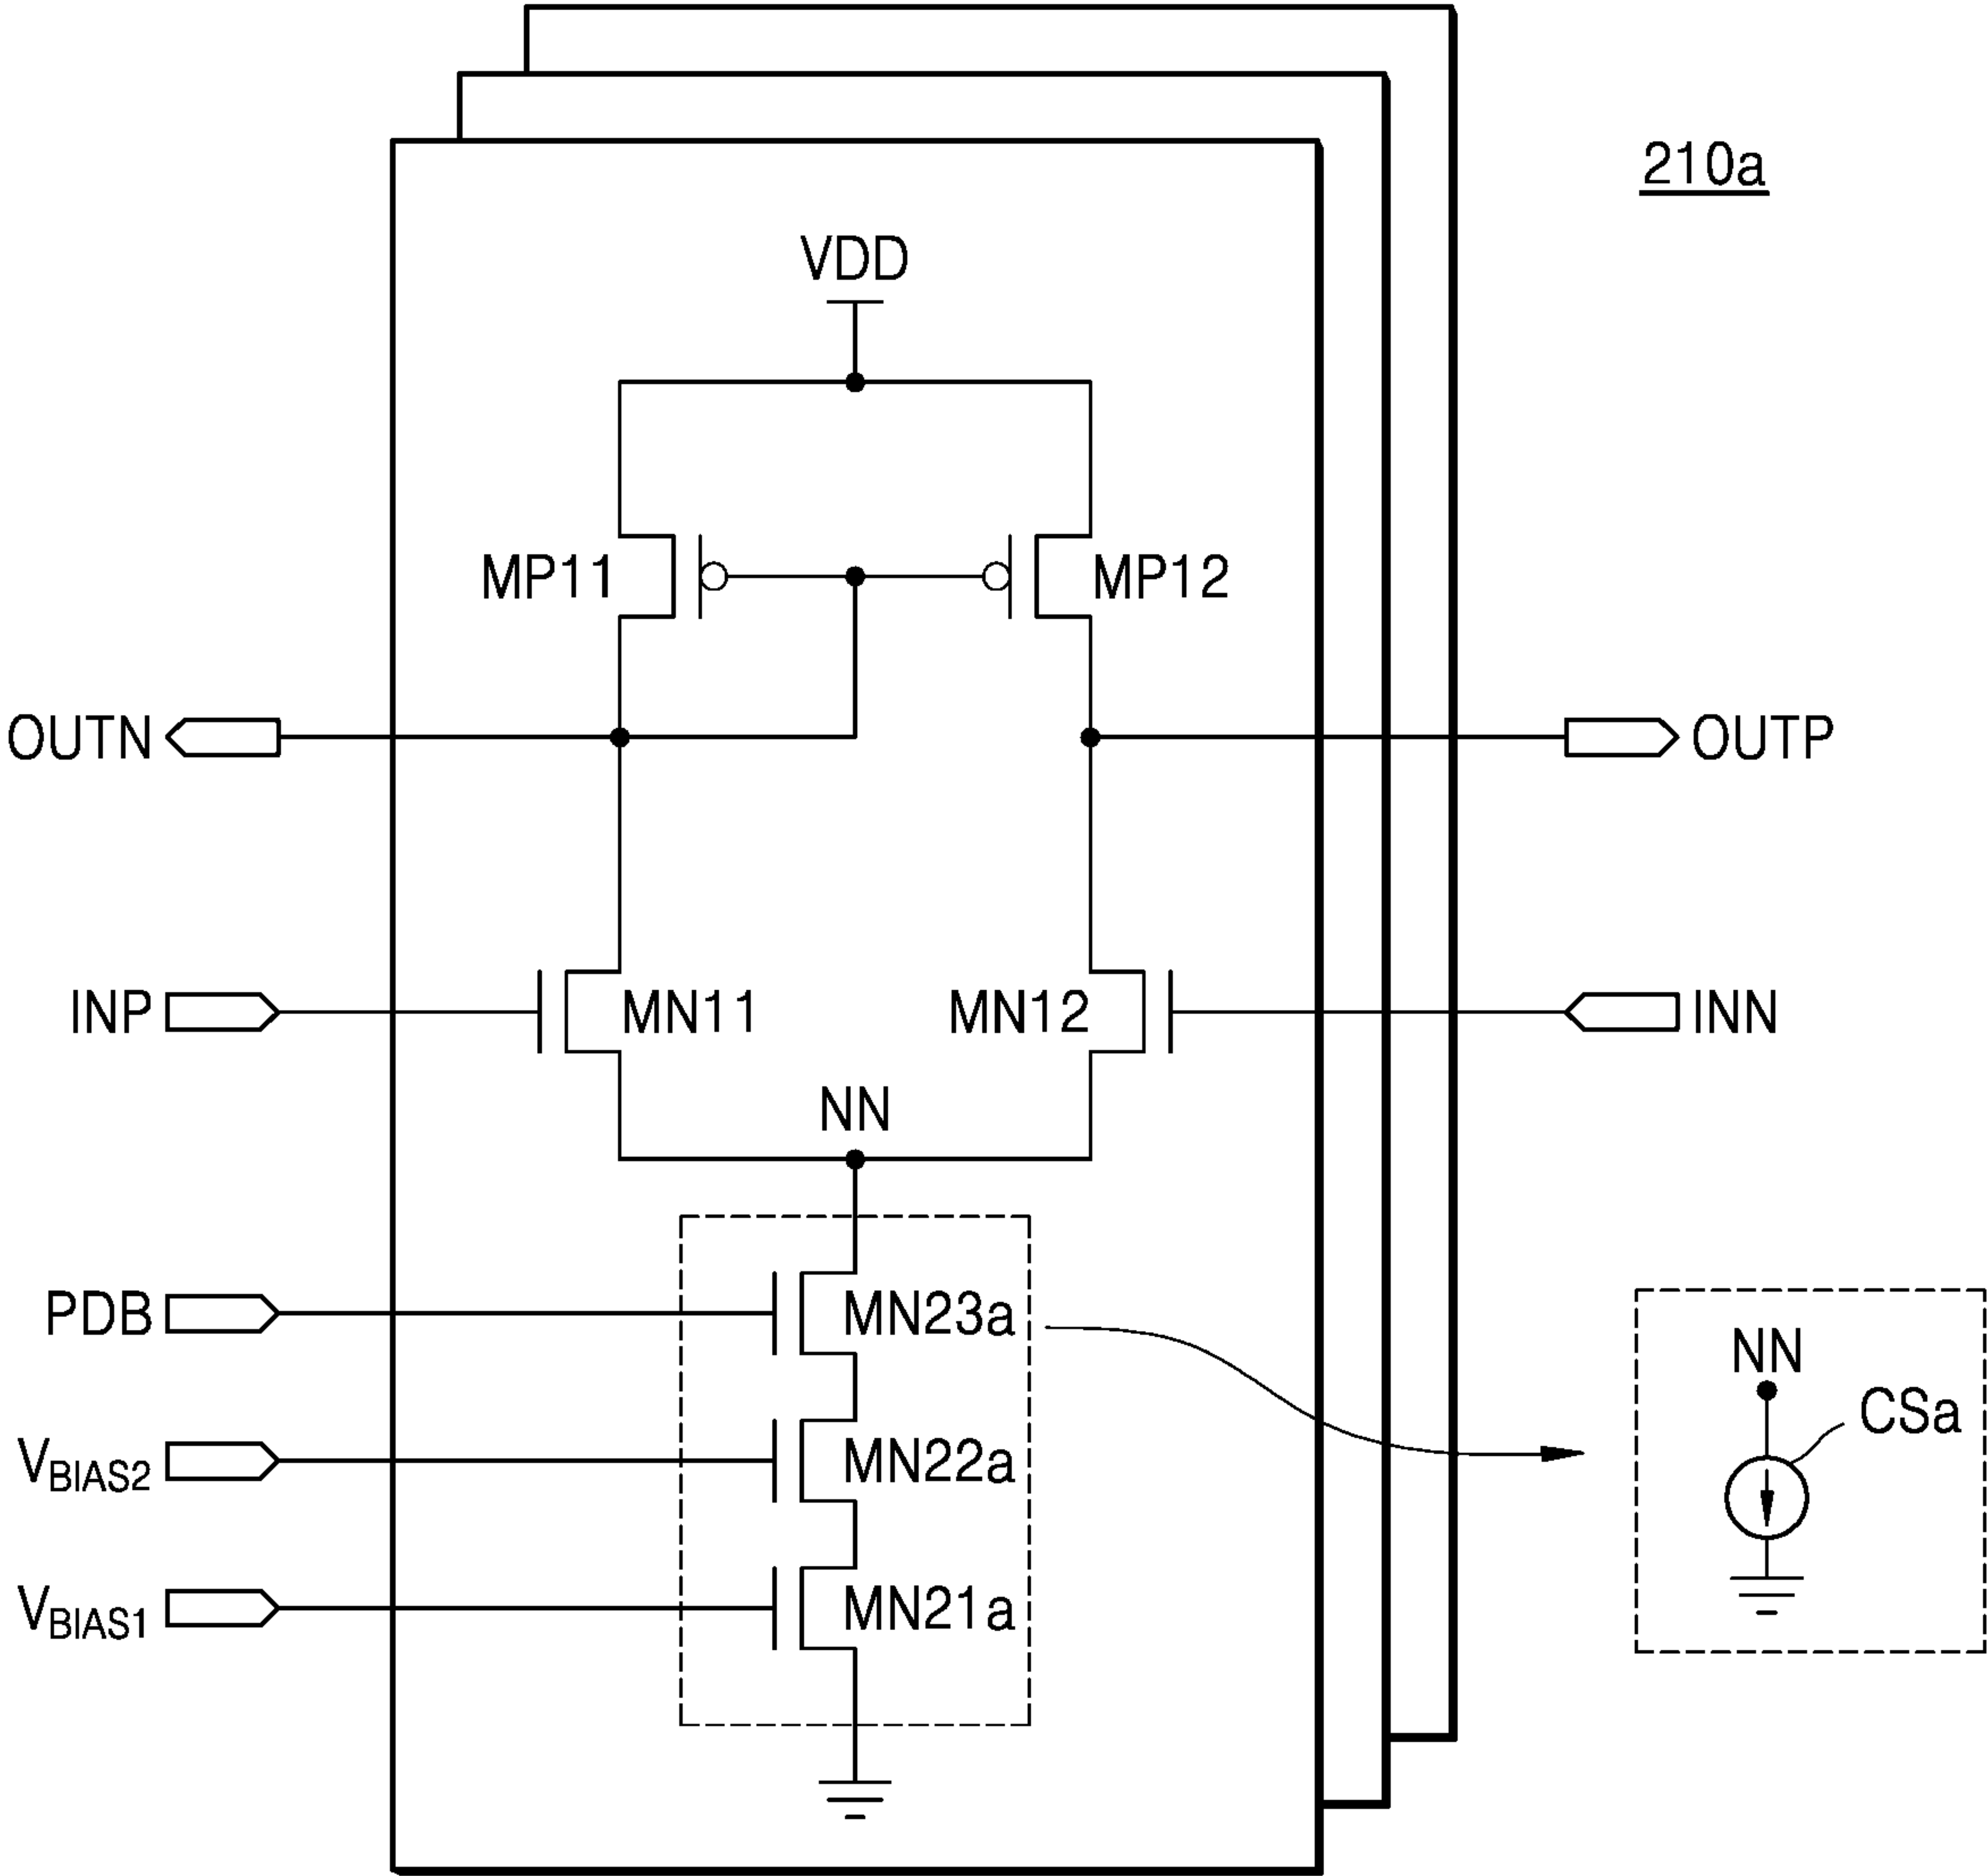 210a
VDD
MP11
MP12
OUTN
OUTP
INP
MN11
MN12
INN
NN
PDB
MN23a
NN
CSa
VBIAS2
MN22a
VBIAS1
MN21a